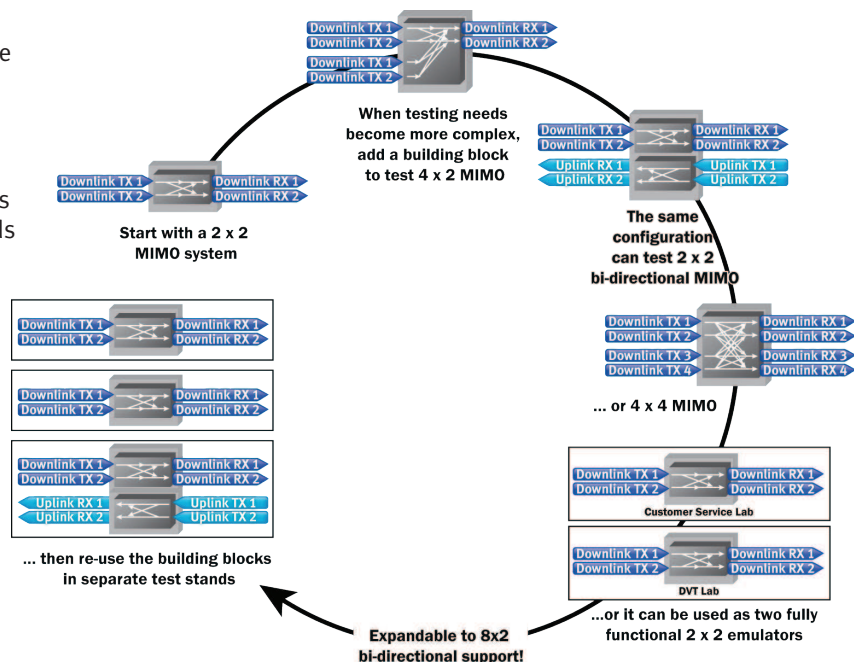 e
s
ls
Downlink TX 1
Downlink TX 2
Downlink RX 1
Downlink RX 2
Start with a 2 x 2
MIMO system
Downlink TX 1
Downlink TX 2
Downlink TX 1
Downlink TX 2
Downlink RX 1
Downlink RX 2
When testing needs
become more complex,
add a building block
to test 4 x 2 MIMO
Downlink TX 1
Downlink TX 2
Downlink RX 1
Downlink RX 2
Uplink RX 1
Uplink RX 2
Uplink TX 1
Uplink TX 2
The same
configuration
can test 2 x 2
bi-directional MIMO
Downlink TX 1
Downlink TX 2
Downlink TX 3
Downlink TX 4
Downlink RX 1
Downlink RX 2
Downlink RX 3
Downlink RX 4
... or 4 x 4 MIMO
Downlink TX 1
Downlink TX 2
Downlink RX 1
Downlink RX 2
Customer Service Lab
Downlink TX 1
Downlink TX 2
Downlink RX 1
Downlink RX 2
DVT Lab
...or it can be used as two fully
functional 2 x 2 emulators
Expandable to 8x2
bi-directional support!
Downlink TX 1
Downlink TX 2
Downlink RX 1
Downlink RX 2
Downlink TX 1
Downlink TX 2
Downlink RX 1
Downlink RX 2
Downlink TX 1
Downlink TX 2
Downlink RX 1
Downlink RX 2
Uplink RX 1
Uplink RX 2
Uplink TX 1
Uplink TX 2
... then re-use the building blocks
in separate test stands